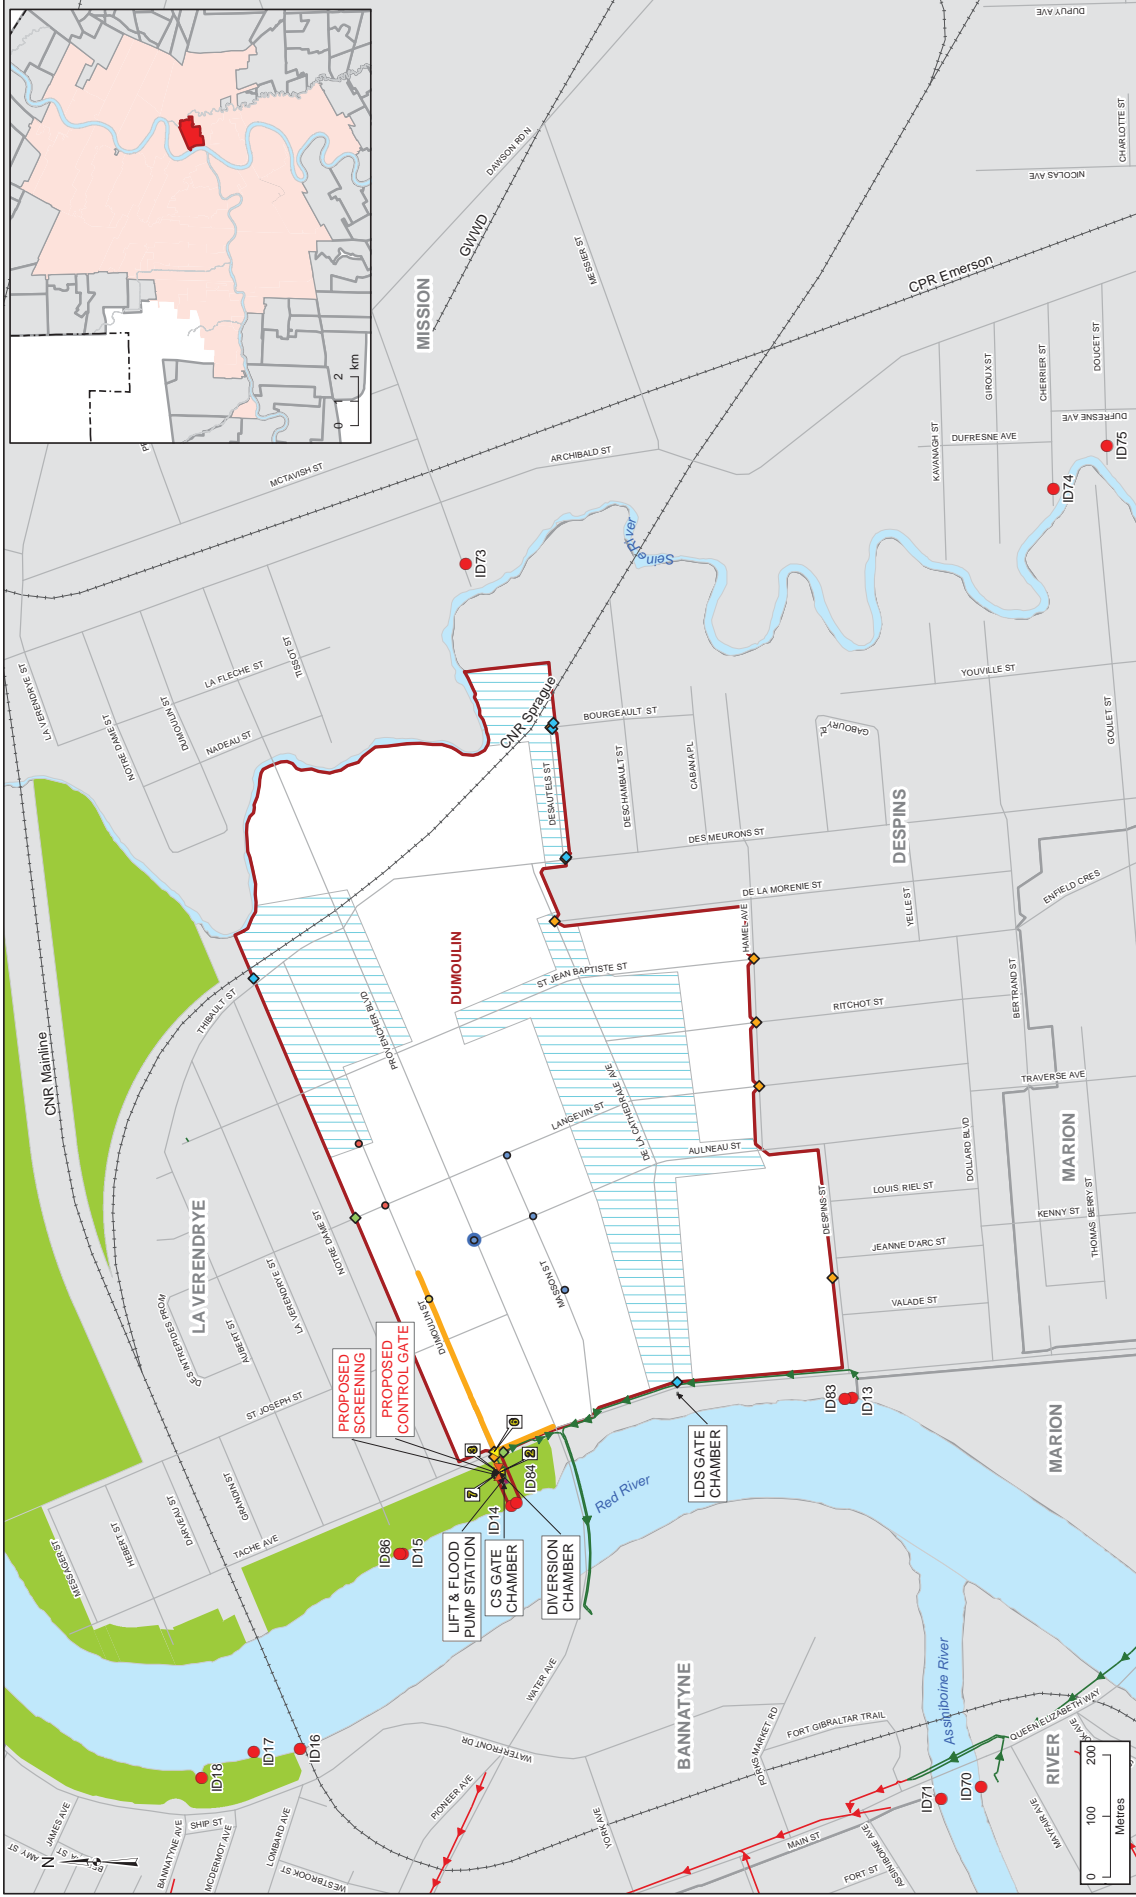 DUPUY AVE
CHARLOTTE ST
NICOLAS AVE
DAWSON RD N
GWWD
MISSION
MESSIER ST
CPR Emerson
0 2
km
MCTAVISH ST
ARCHIBALD ST
GIROUX ST
CHERRIER ST
DOUCET ST
DUFRESNE AVE
DUFRESNE AVE
KAVANAGH ST
ID75
ID74
ID73
Seine River
LA VERENDRYE ST
NOTRE DAME ST
DUMOULIN ST
LA FLECHE ST
TISSOT ST
NADEAU ST
CNR Sprague
BOURGEAULT ST
YOUVILLE ST
GOULET ST
GABOURY
PL
CABANA PL
DESCHAMBAULT ST
DESAUTELS ST
DES MEURONS ST
DESPINS
DE LA MORENIE ST
ENFIELD CRES
YELLE ST
HAMEL AVE
CNR Mainline
THIBAULT ST
PROVENCHER BLVD
DUMOULIN
ST JEAN BAPTISTE ST
RITCHOT ST
BERTRAND ST
TRAVERSE AVE
LANGEVIN ST
DE LA CATHEDRALE AVE
AULNEAU ST
DOLLARD BLVD
MARION
LOUIS RIEL ST
KENNY ST
THOMAS BERRY ST
DESPINS ST
JEANNE D'ARC ST
VALADE ST
LA VERENDRYE
NOTRE DAME ST
LA VERENDRYE ST
AUBERT ST
DES INTREPIDES PROM
ST JOSEPH ST
DUMOULIN ST
MASSON ST
PROPOSED
SCREENING
PROPOSED
CONTROL GATE
GRANDIN ST
DARVEAU ST
HEBERT ST
MESSAGER ST
TACHE AVE
3
6
7
2
ID14
ID84
ID86
ID15
ID83
ID13
LDS GATE
CHAMBER
LIFT & FLOOD
PUMP STATION
CS GATE
CHAMBER
DIVERSION
CHAMBER
Red River
MARION
Assiniboine River
WATER AVE
WATERFRONT DR
BANNATYNE
FORT GIBRALTAR TRAIL
FORKS MARKET RD
QUEEN ELIZABETH WAY
RIVER
ID16
ID17
ID18
ID71
ID70
PIONEER AVE
YORK AVE
MAIN ST
FORT ST
ASSINIBOINE AVE
MAYFAIR AVE
JAMES AVE
AMY ST
SHIP ST
BANNATYNE AVE
MCDERMOT AVE
LOMBARD AVE
WESTBROOK ST
N
0 100 200
Metres